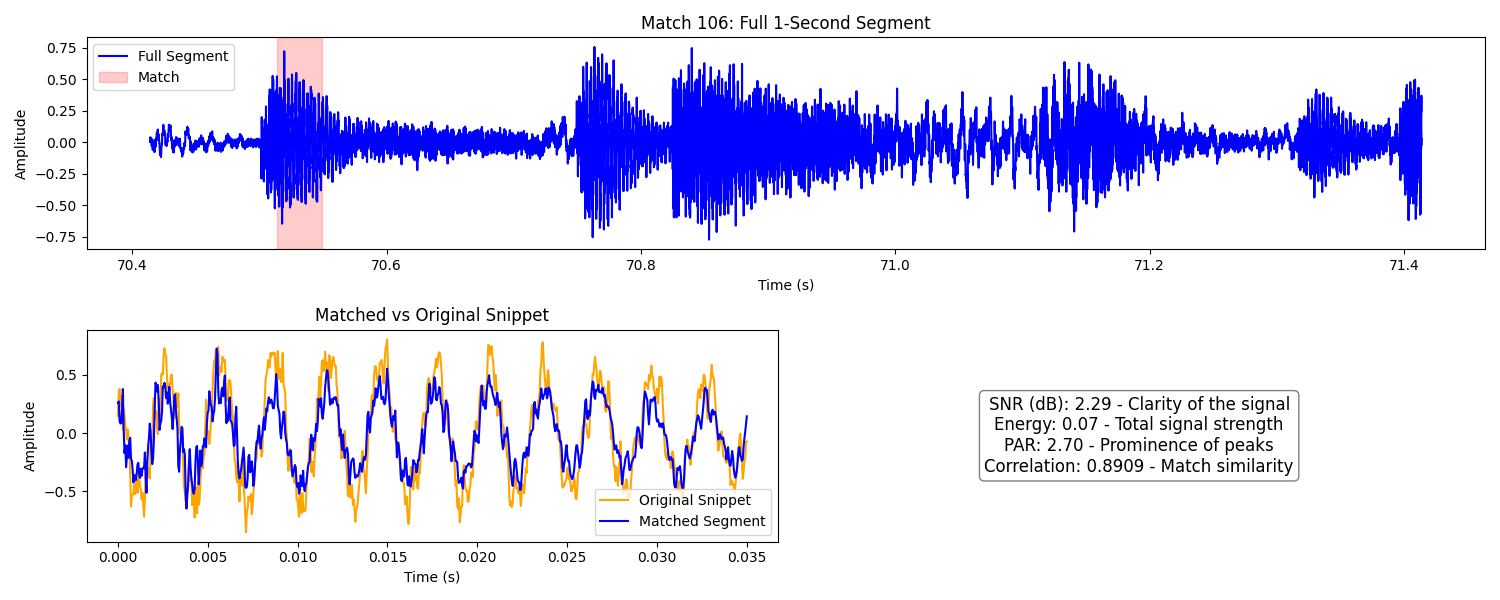 Match 106: Full 1-Second Segment
Amplitude
0.75
0.50
0.25
0.00
−0.25
−0.50
−0.75
Full Segment
Match
70.4 70.6 70.8 71.0 71.2 71.4
Time (s)
Matched vs Original Snippet
Amplitude
0.5
0.0
−0.5
Original Snippet
Matched Segment
0.000 0.005 0.010 0.015 0.020 0.025 0.030 0.035
Time (s)
SNR (dB): 2.29 - Clarity of the signal
Energy: 0.07 - Total signal strength
PAR: 2.70 - Prominence of peaks
Correlation: 0.8909 - Match similarity